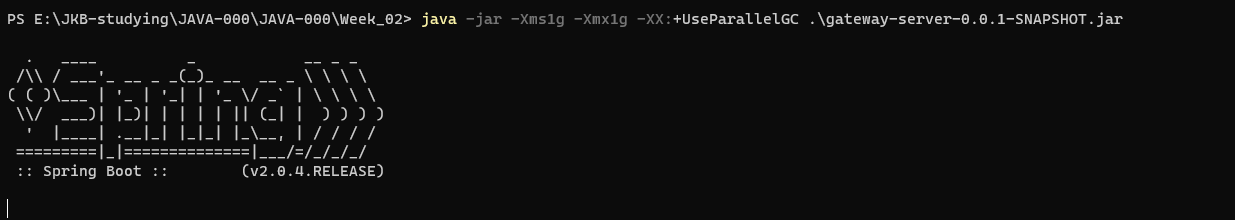 PS E:\JKB-studying\JAVA-000\JAVA-000\Week_02> java -jar -Xms1g -Xmx1g -XX:+UseParallelGC .\gateway-server-0.0.1-SNAPSHOT.jar
  .   ____          _            __ _ _
 /\\ / ___'_ __ _ _(_)_ __  __ _ \ \ \ \
( ( )\___ | '_ | '_| | '_ \/ _` | \ \ \ \
 \\/  ___)| |_)| | | | | || (_| |  ) ) ) )
  '  |____| .__|_| |_|_| |_\__, | / / / /
 =========|_|==============|___/=/_/_/_/
 :: Spring Boot ::        (v2.0.4.RELEASE)